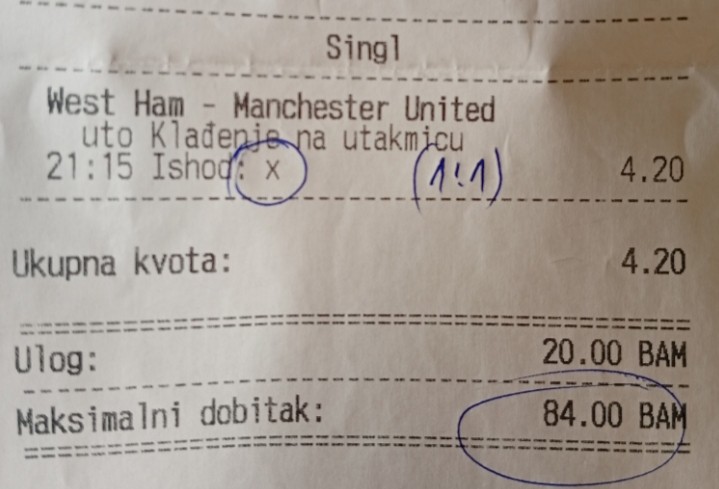 Singl
West Ham - Manchester United
uto Klađenje na utakmicu
21:15 Ishod: x (1:1) 4.20
Ukupna kvota: 4.20
Ulog: 20.00 BAM
Maksimalni dobitak: 84.00 BAM